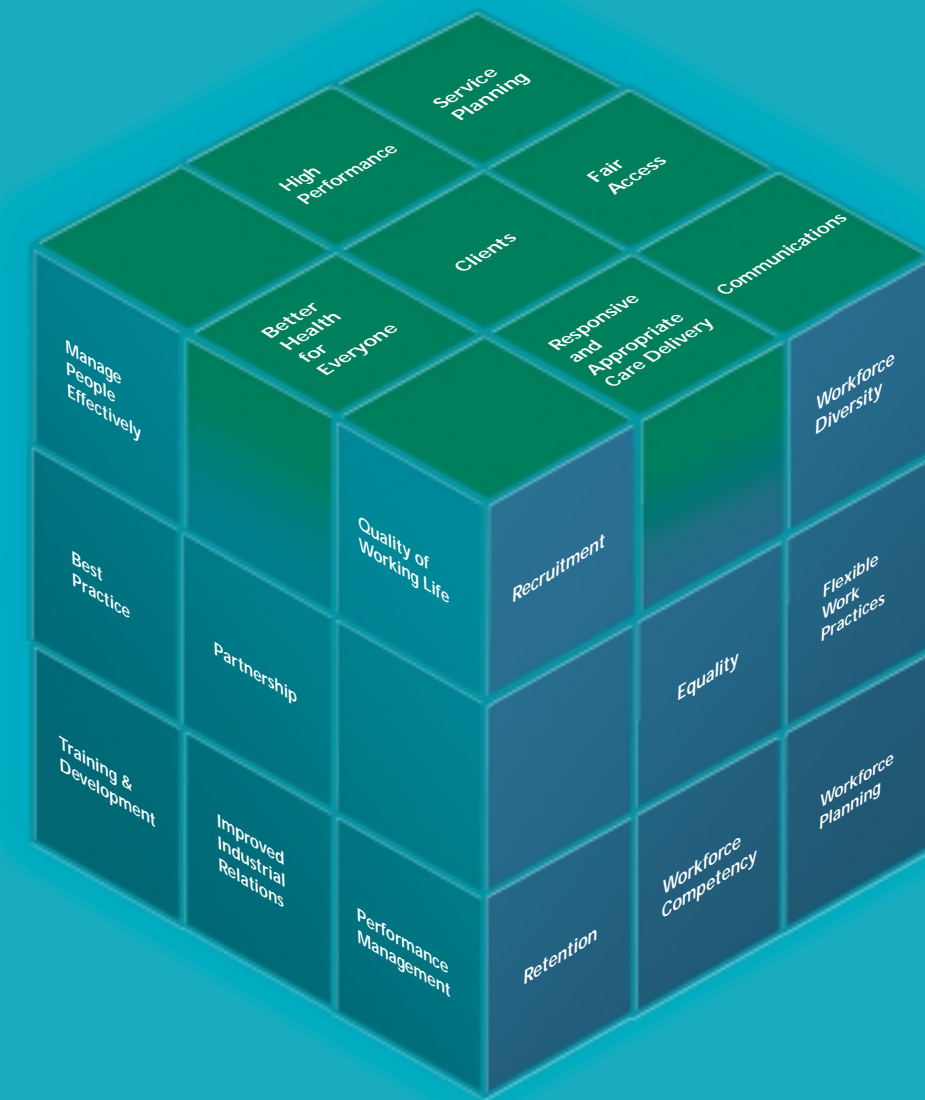 Service
Planning
High
Performance
Fair
Access
Clients
Communications
Better
Health
for
Everyone
Responsive
and
Appropriate
Care Delivery
Manage
People
Effectively
Quality of
Working Life
Best
Practice
Partnership
Training &
Development
Improved
Industrial
Relations
Performance
Management
Recruitment
Workforce
Diversity
Equality
Flexible
Work
Practices
Retention
Workforce
Competency
Workforce
Planning